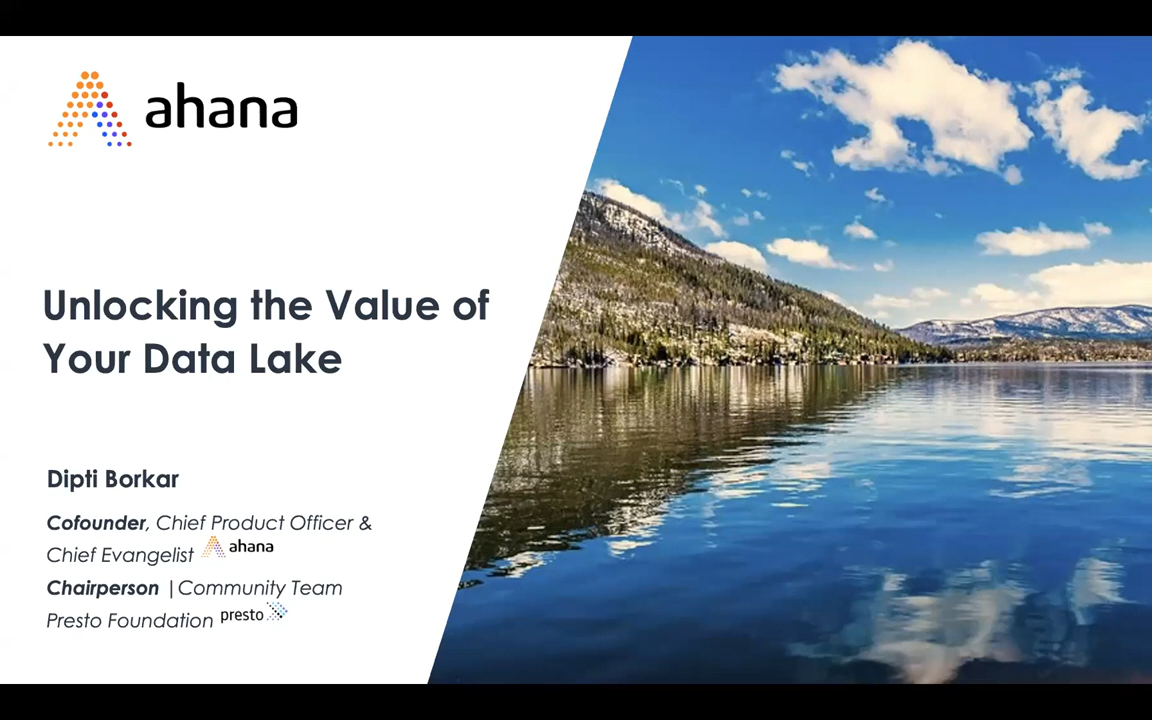 ahana
Unlocking the Value of
Your Data Lake
Dipti Borkar
Cofounder, Chief Product Officer &
Chief Evangelist ahana
Chairperson |Community Team
Presto Foundation presto